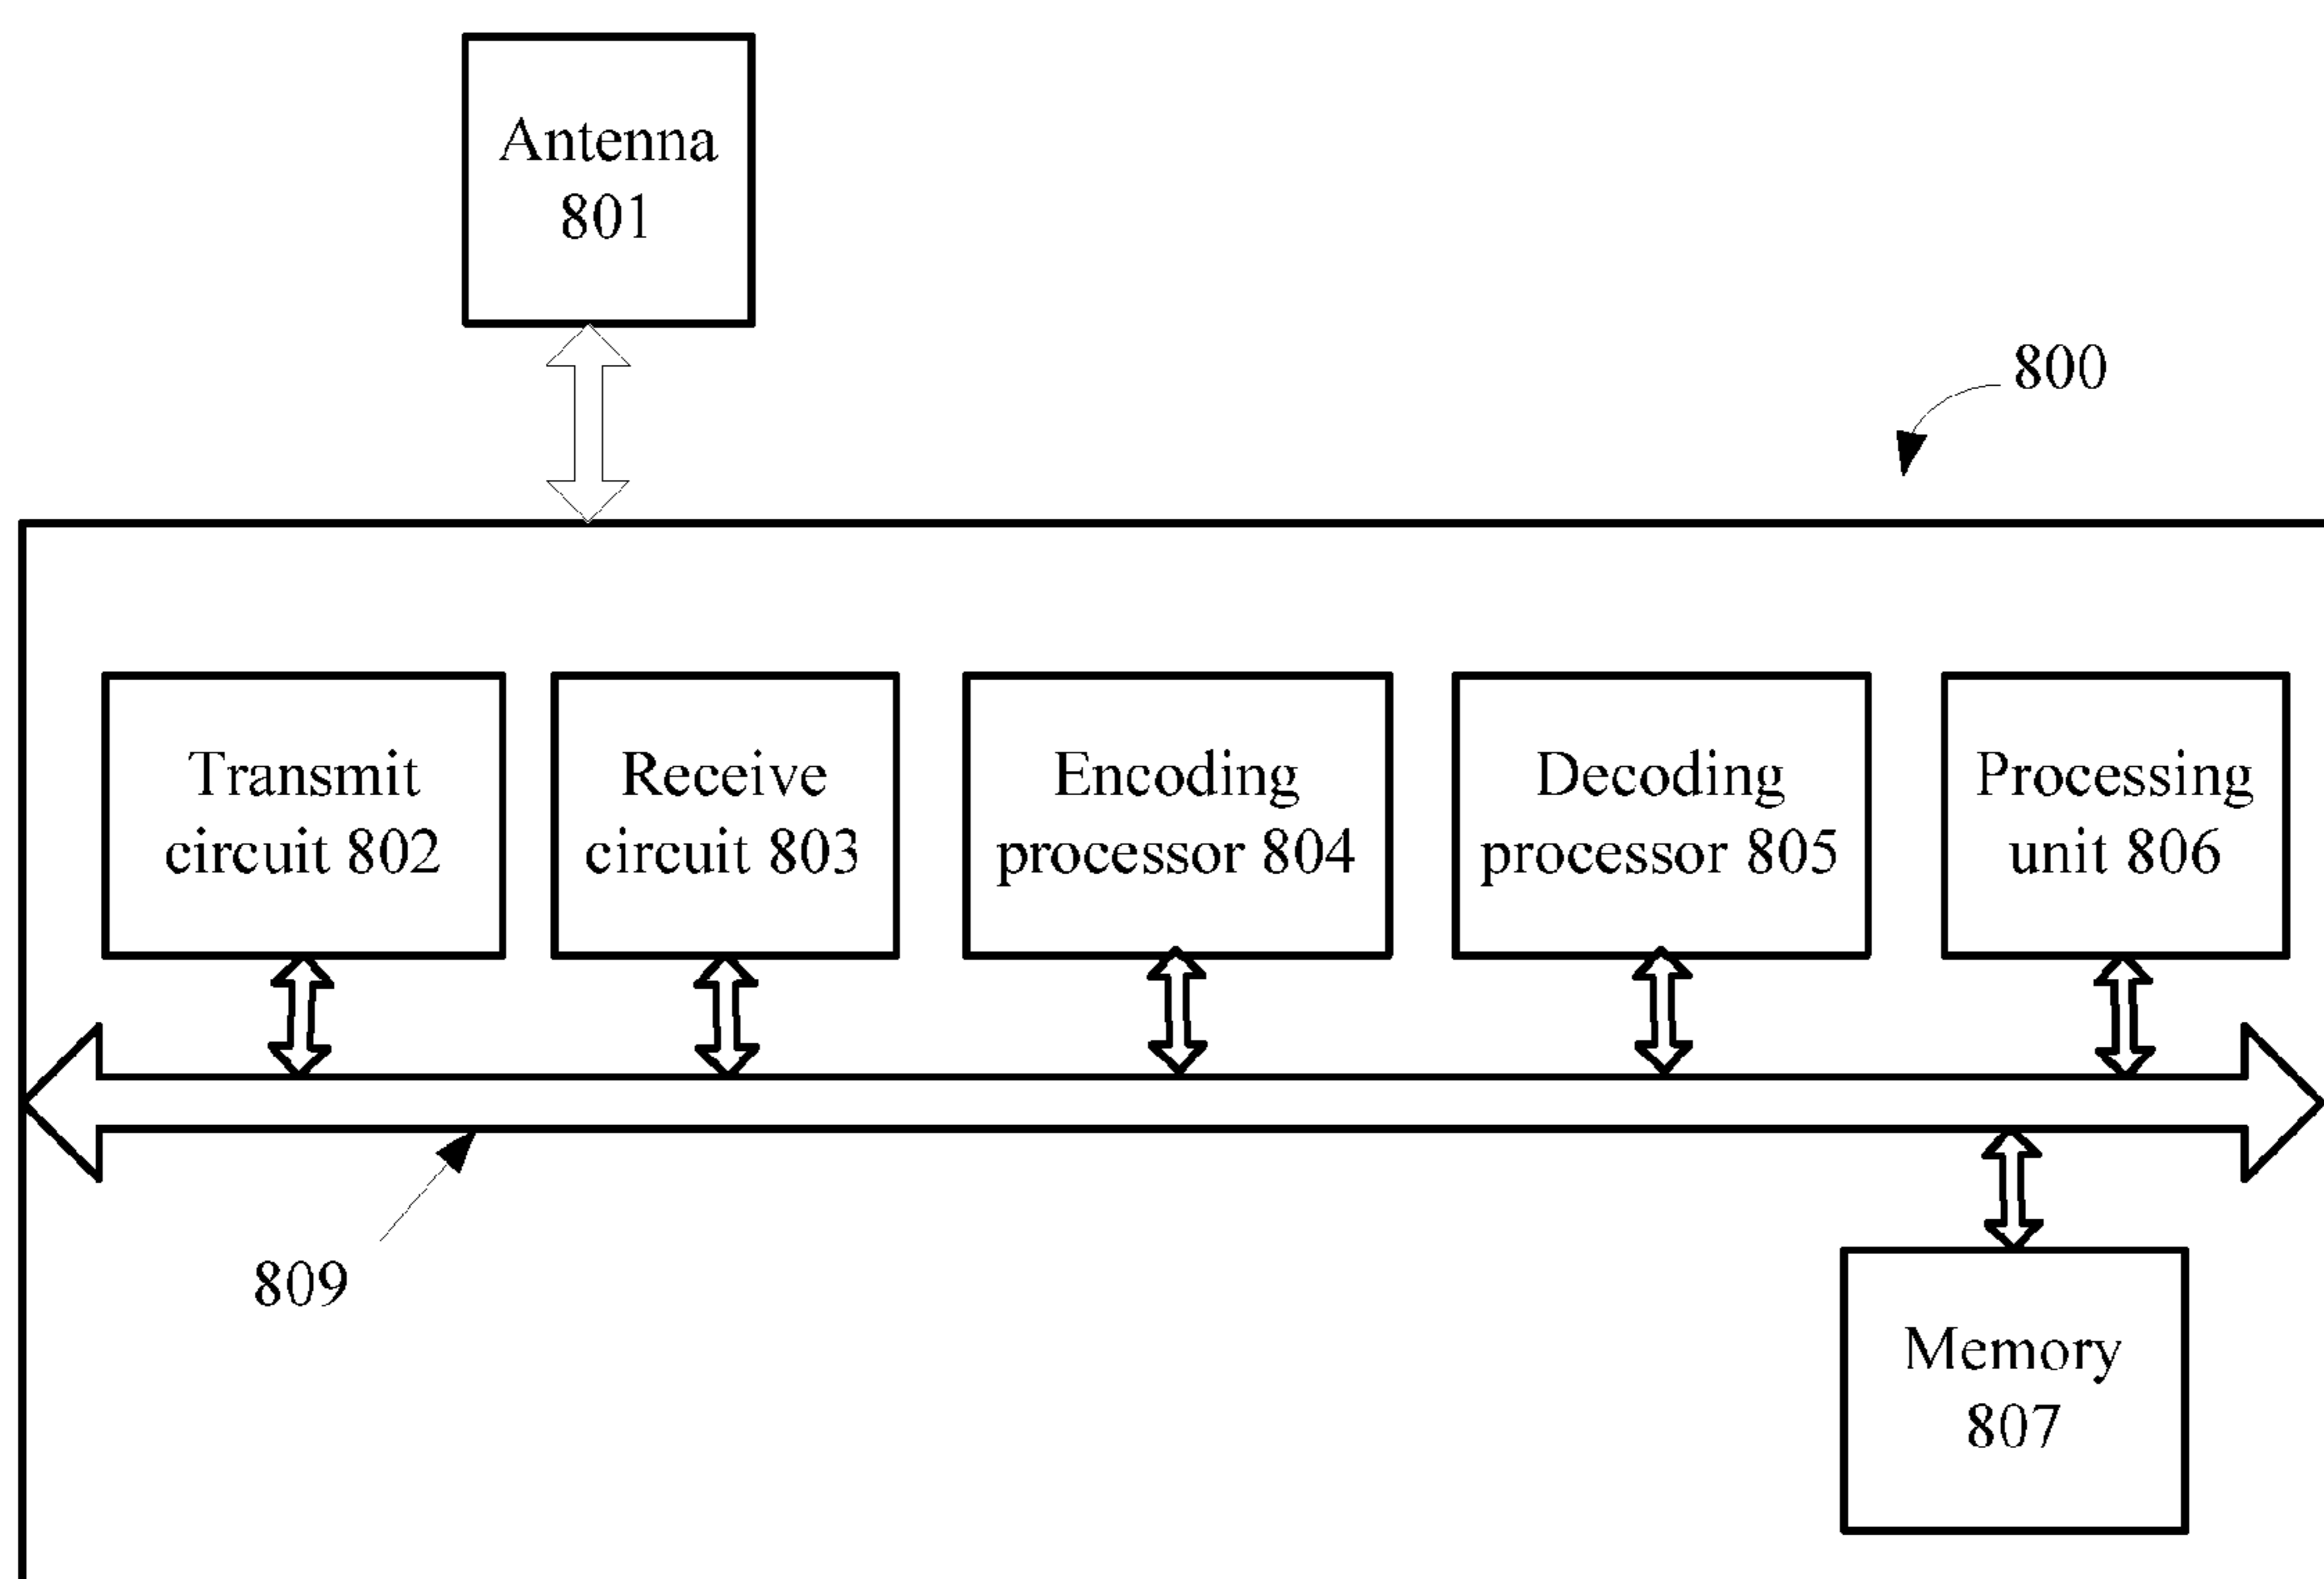 Antenna
801
800
Transmit
circuit 802
Receive
circuit 803
Encoding
processor 804
Decoding
processor 805
Processing
unit 806
809
Memory
807